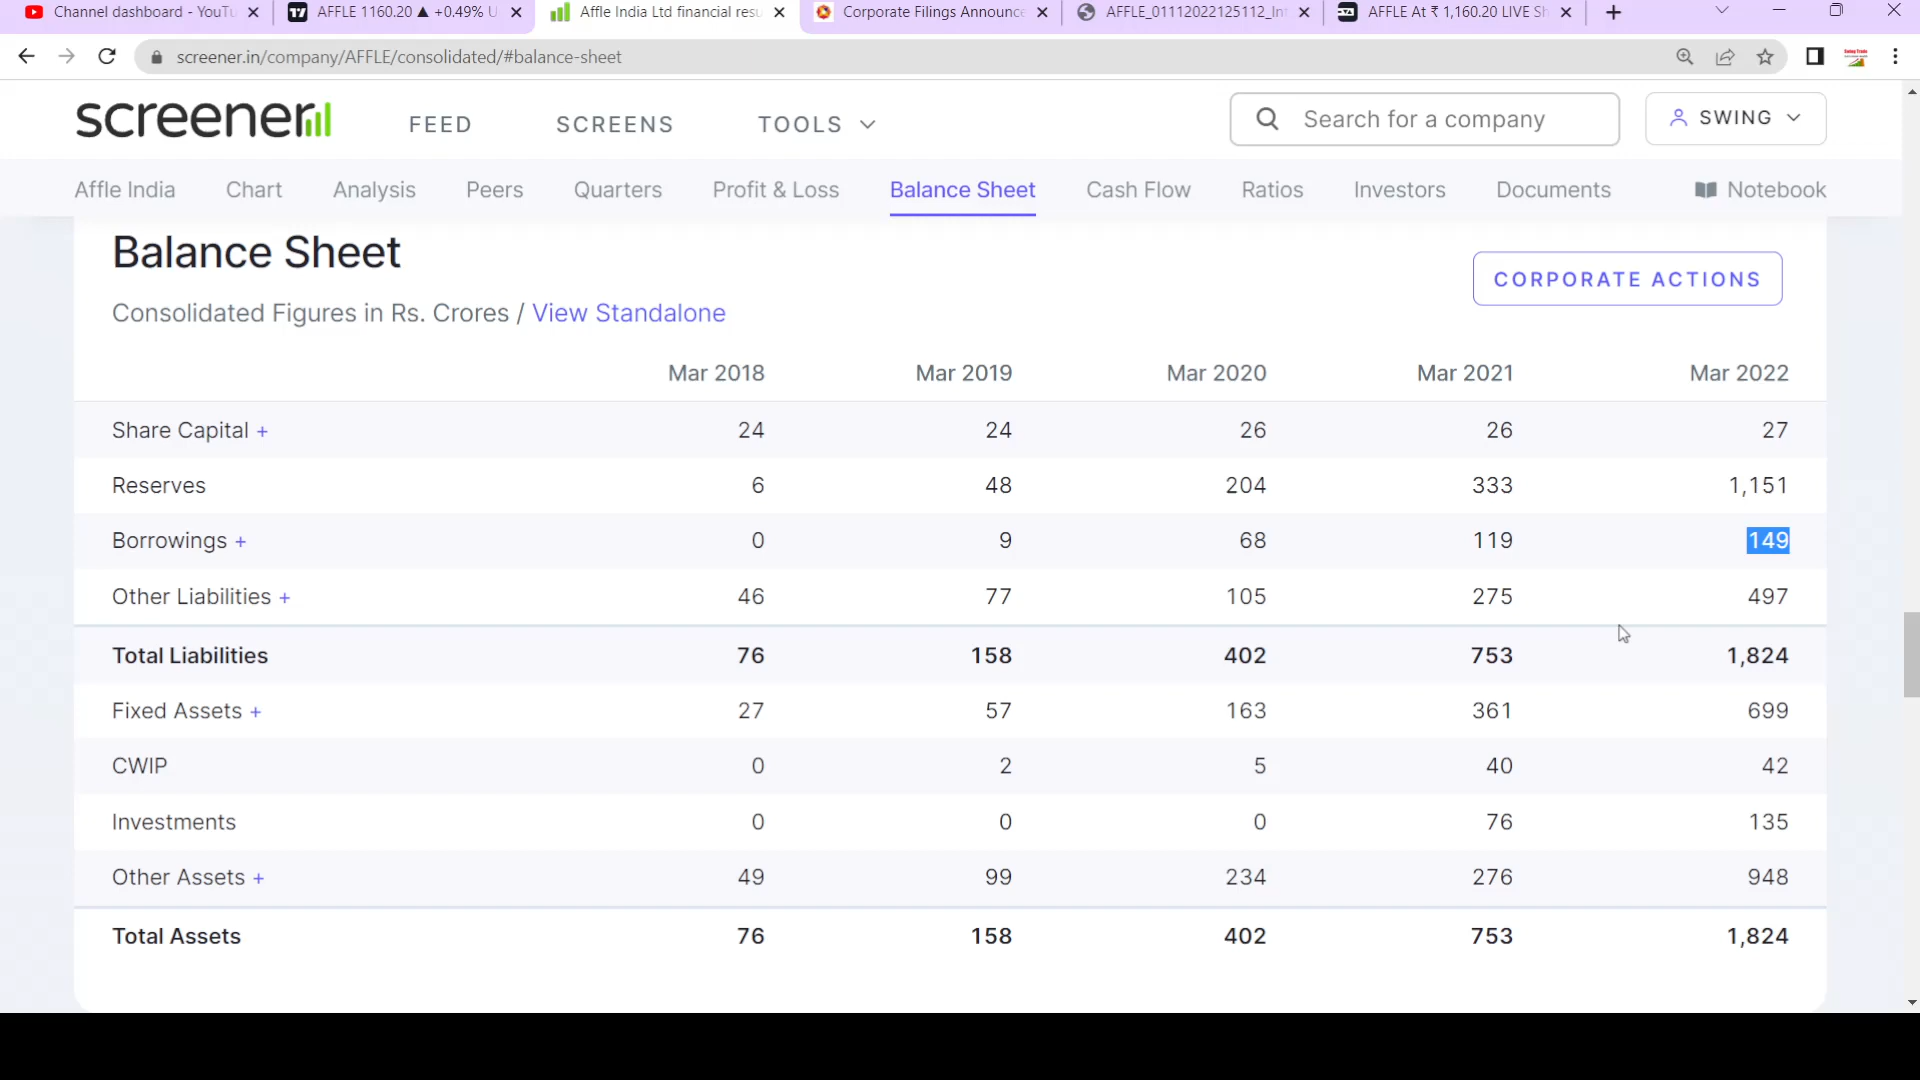 Channel dashboard - YouTu
AFFLE 1160.20 ▲ +0.49% U
Affle India Ltd financial resu
Corporate Filings Announce
AFFLE_01112022125112_In
AFFLE At ₹ 1,160.20 LIVE Sh
screener.in/company/AFFLE/consolidated/#balance-sheet
screener FEED SCREENS TOOLS Search for a company SWING
Affle India Chart Analysis Peers Quarters Profit & Loss Balance Sheet Cash Flow Ratios Investors Documents Notebook
Balance Sheet
CORPORATE ACTIONS
Consolidated Figures in Rs. Crores / View Standalone
Mar 2018 Mar 2019 Mar 2020 Mar 2021 Mar 2022
Share Capital + 24 24 26 26 27
Reserves 6 48 204 333 1,151
Borrowings + 0 9 68 119 149
Other Liabilities + 46 77 105 275 497
Total Liabilities 76 158 402 753 1,824
Fixed Assets + 27 57 163 361 699
CWIP 0 2 5 40 42
Investments 0 0 0 76 135
Other Assets + 49 99 234 276 948
Total Assets 76 158 402 753 1,824